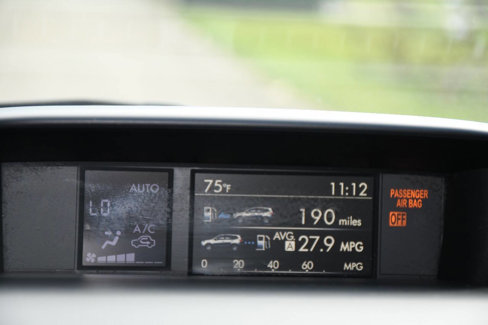 AUTO
LO
A/C
75°F 11:12
190 miles
AVG.
A 27.9 MPG
0 20 40 60 MPG
PASSENGER
AIR BAG
OFF